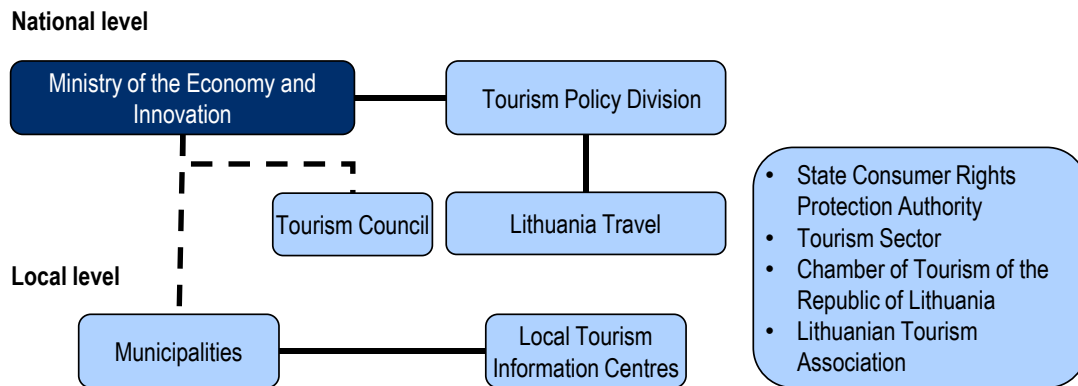 National level
Ministry of the Economy and
Innovation
Tourism Policy Division
Tourism Council
Lithuania Travel
Local level
Municipalities
Local Tourism
Information Centres
• State Consumer Rights
Protection Authority
• Tourism Sector
• Chamber of Tourism of the
Republic of Lithuania
• Lithuanian Tourism
Association